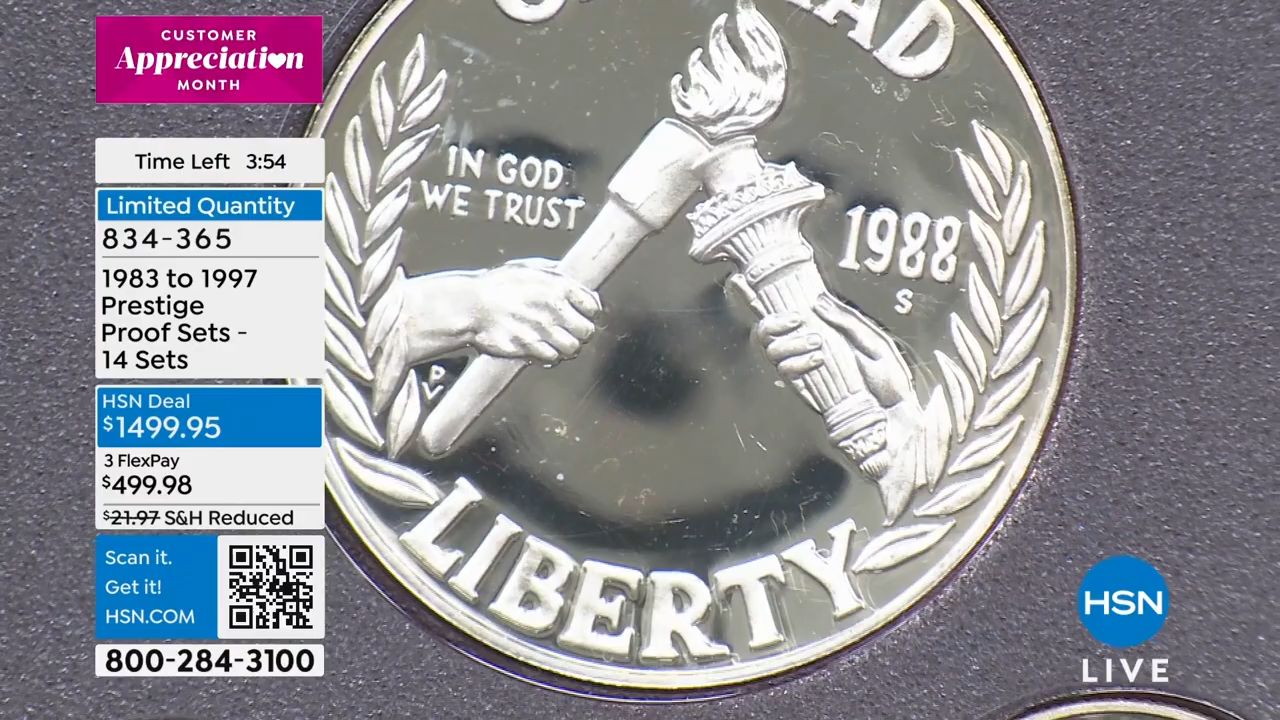 CUSTOMER
Appreciation
MONTH
Time Left 3:54
Limited Quantity
834-365
1983 to 1997
Prestige
Proof Sets -
14 Sets
HSN Deal
$1499.95
3 FlexPay
$499.98
$21.97 S&H Reduced
Scan it.
Get it!
HSN.COM
800-284-3100
IN GOD
WE TRUST
1988
S
P
V
LIBERTY
HSN
LIVE